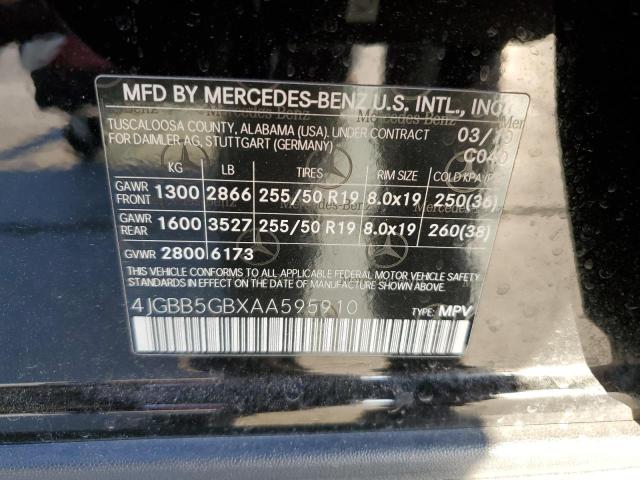 MFD BY MERCEDES-BENZ U.S. INTL., INC.
TUSCALOOSA COUNTY, ALABAMA (USA), UNDER CONTRACT 03/10
FOR DAIMLER AG, STUTTGART (GERMANY) C040
KG LB TIRES RIM SIZE COLD KPA/PSI
GAWR FRONT 1300 2866 255/50 R19 8.0x19 250(36)
GAWR REAR 1600 3527 255/50 R19 8.0x19 260(38)
GVWR 2800 6173
THIS VEHICLE CONFORMS TO ALL APPLICABLE FEDERAL MOTOR VEHICLE SAFETY
STANDARDS IN EFFECT ON THE DATE OF MANUFACTURE SHOWN ABOVE.
4JGBB5GBXAA595910 TYPE: MPV